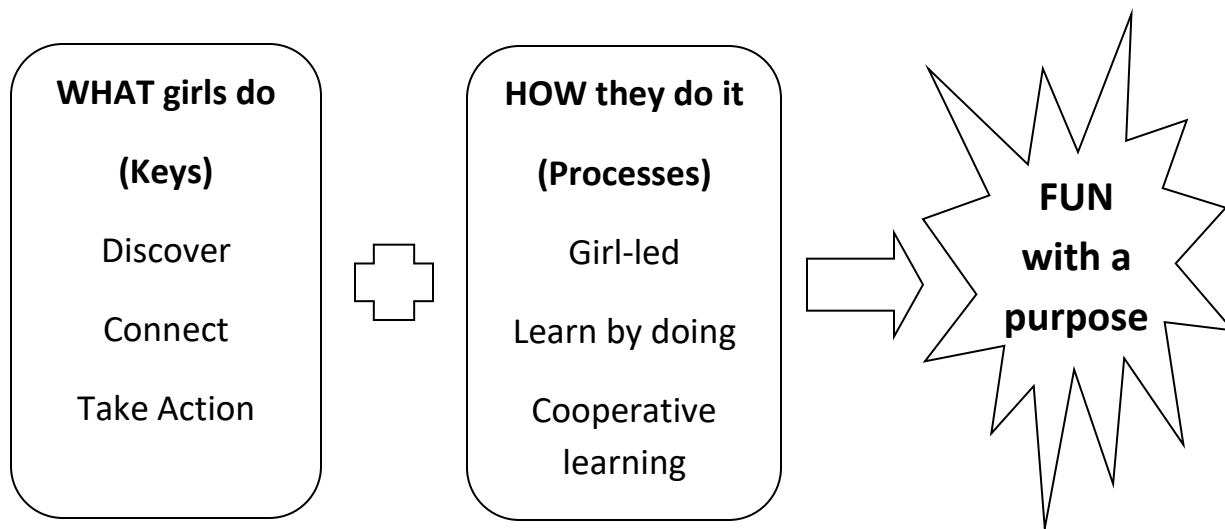 WHAT girls do
(Keys)
Discover
Connect
Take Action
HOW they do it
(Processes)
Girl-led
Learn by doing
Cooperative
learning
FUN
with a
purpose